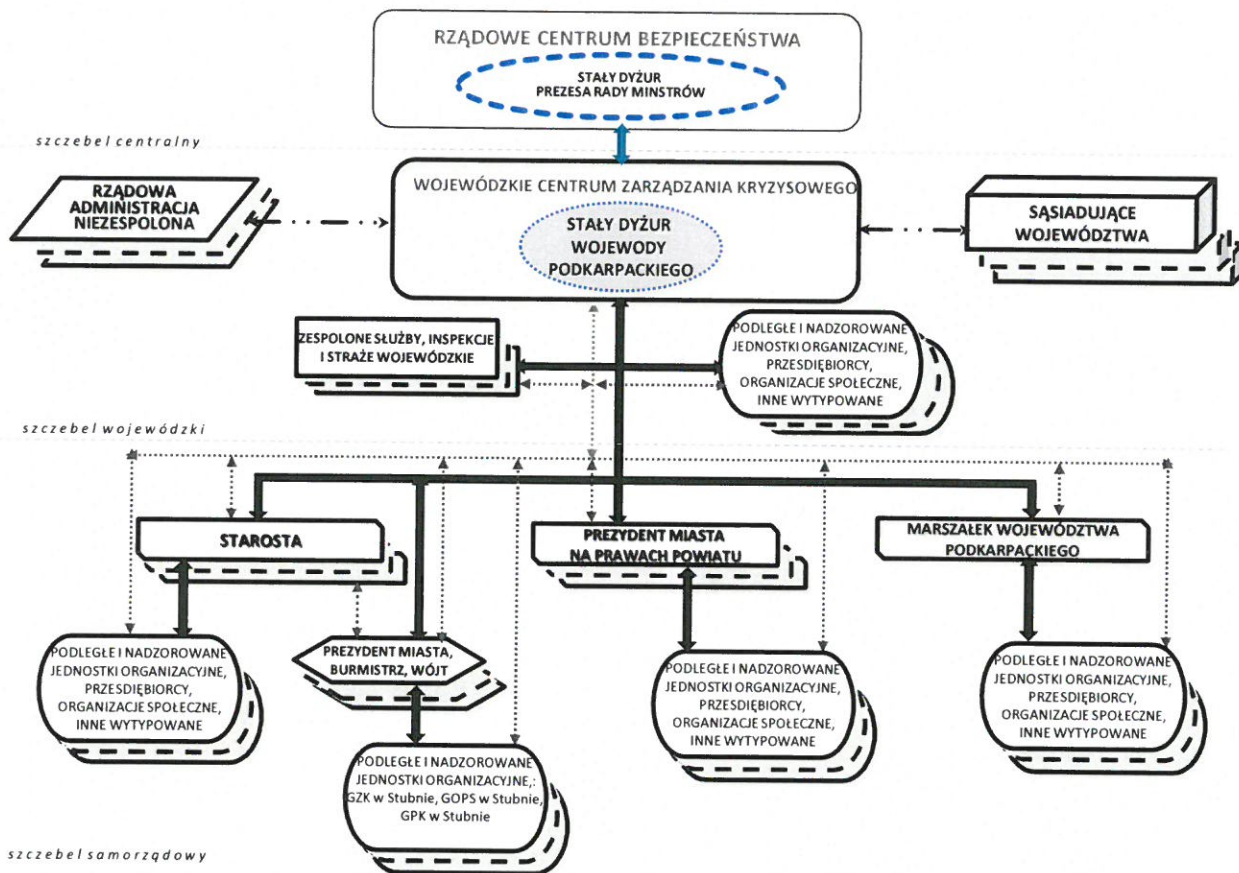 RZĄDOWE CENTRUM BEZPIECZEŃSTWA
STAŁY DYŻUR
PREZESA RADY MINSTRÓW
szczebel centralny
RZĄDOWA
ADMINISTRACJA
NIEZESPOLONA
WOJEWÓDZKIE CENTRUM ZARZĄDZANIA KRYZYSOWEGO
STAŁY DYŻUR
WOJEWODY
PODKARPACKIEGO
SĄSIADUJĄCE
WOJEWÓDZTWA
ZESPOLONE SŁUŻBY, INSPEKCJE
I STRAŻE WOJEWÓDZKIE
PODLEGŁE I NADZOROWANE
JEDNOSTKI ORGANIZACYJNE,
PRZESDIĘBIORCY,
ORGANIZACJE SPOŁECZNE,
INNE WYTYPOWANE
szczebel wojewódzki
STAROSTA
PREZYDENT MIASTA
NA PRAWACH POWIATU
MARSZAŁEK WOJEWÓDZTWA
PODKARPACKIEGO
PODLEGŁE I NADZOROWANE
JEDNOSTKI ORGANIZACYJNE,
PRZESDIĘBIORCY,
ORGANIZACJE SPOŁECZNE,
INNE WYTYPOWANE
PREZYDENT MIASTA,
BURMISTRZ, WÓJT
PODLEGŁE I NADZOROWANE
JEDNOSTKI ORGANIZACYJNE,
PRZESDIĘBIORCY,
ORGANIZACJE SPOŁECZNE,
INNE WYTYPOWANE
PODLEGŁE I NADZOROWANE
JEDNOSTKI ORGANIZACYJNE,
PRZESDIĘBIORCY,
ORGANIZACJE SPOŁECZNE,
INNE WYTYPOWANE
PODLEGŁE I NADZOROWANE
JEDNOSTKI ORGANIZACYJNE,:
GZK w Stubnie, GOPS w Stubnie,
GPK w Stubnie
szczebel samorządowy